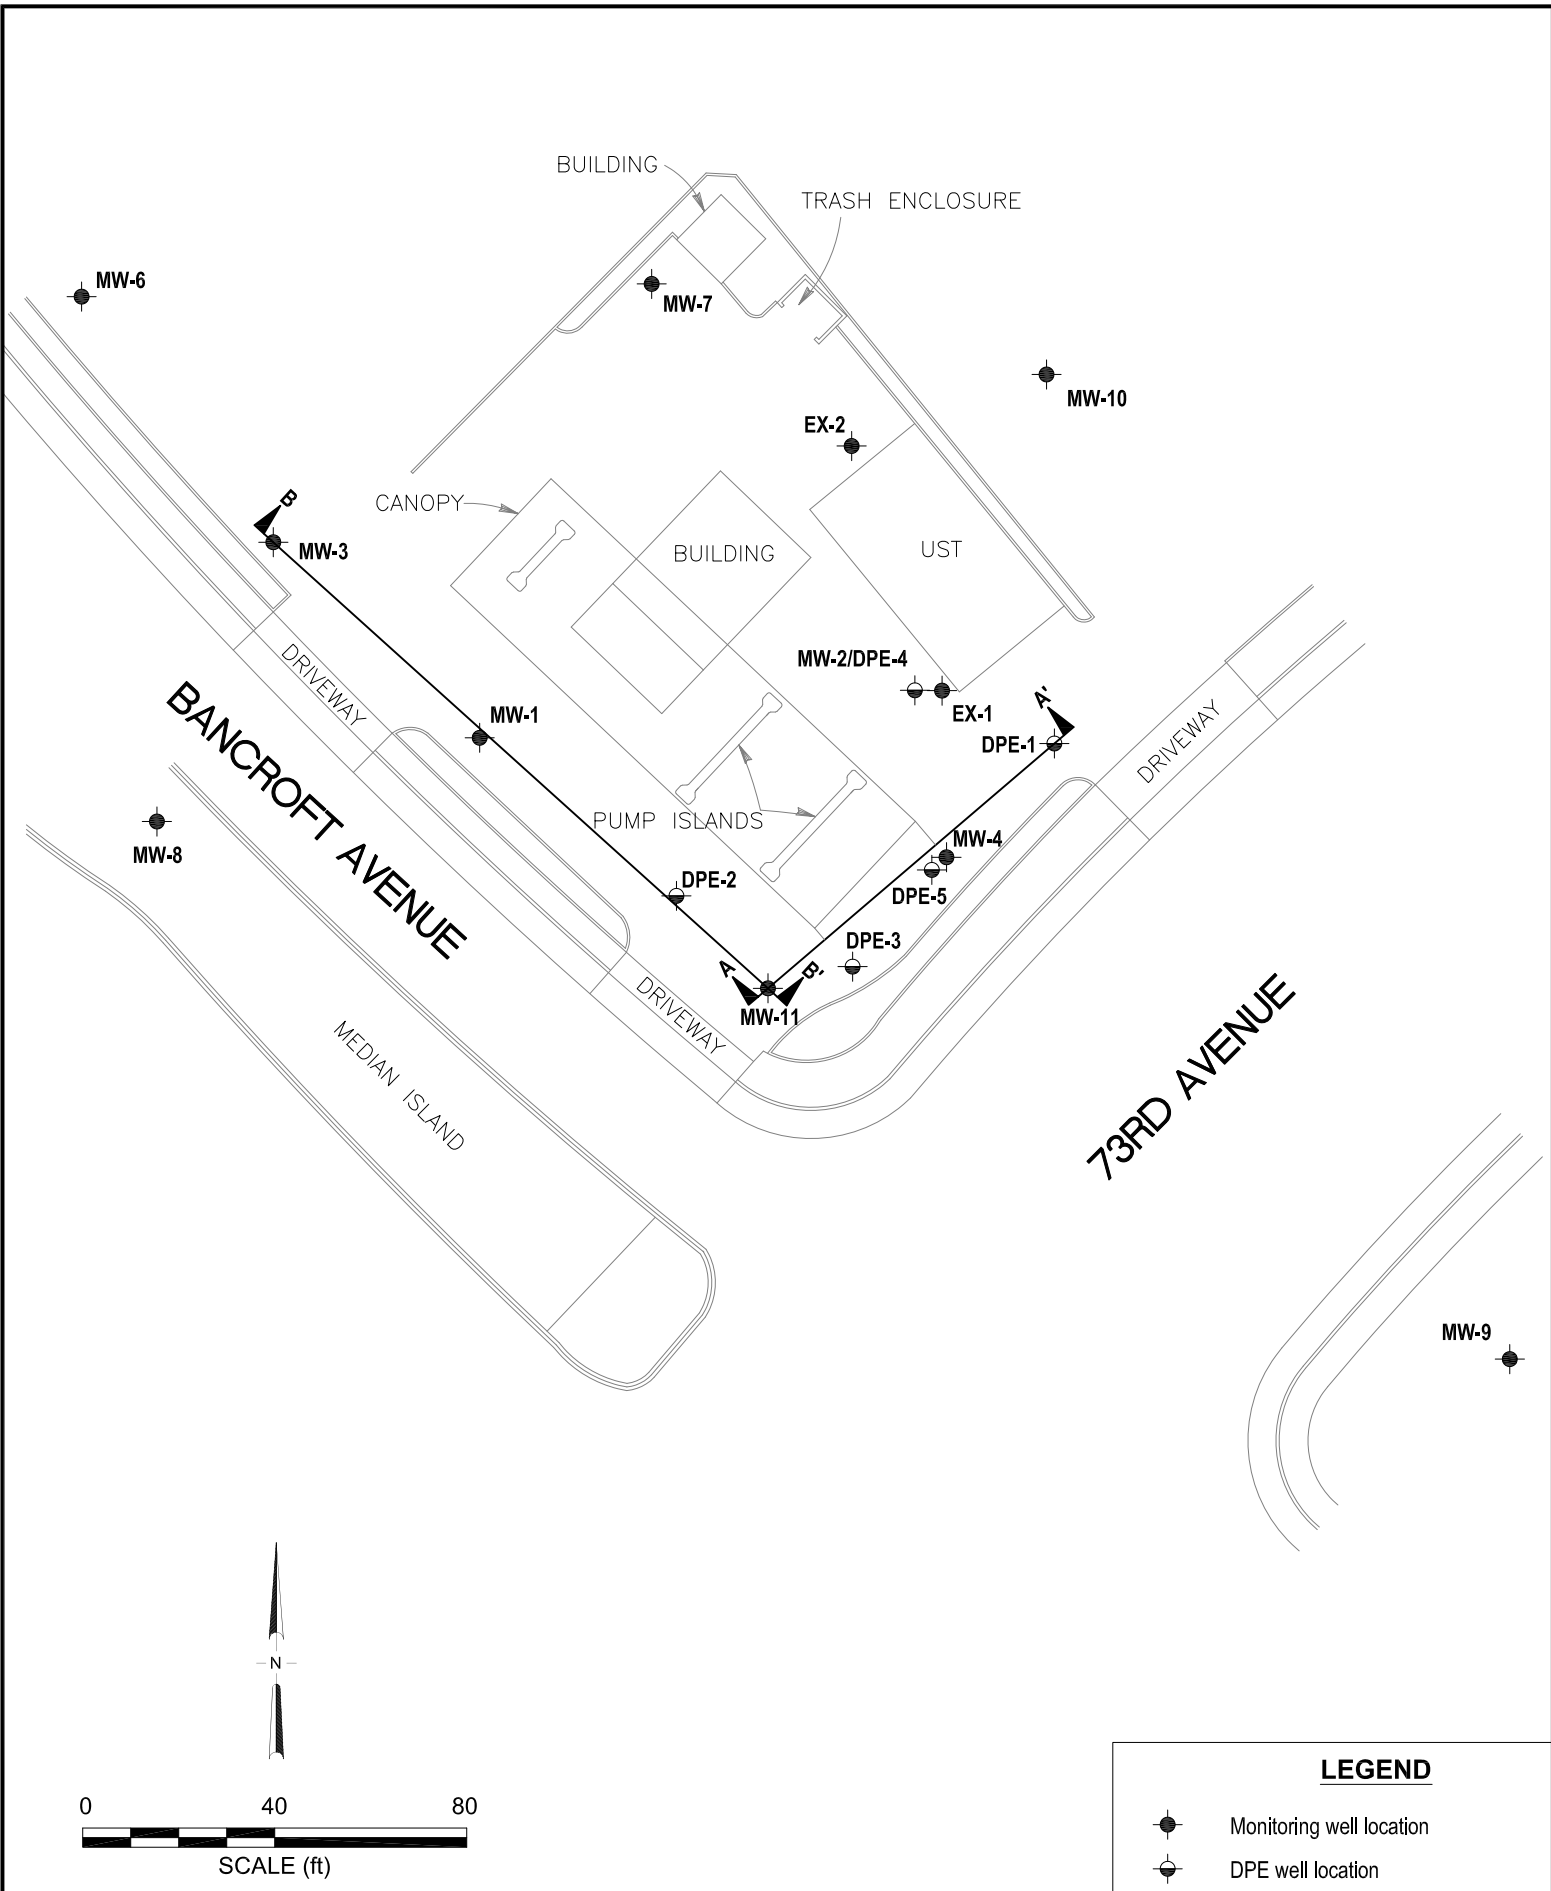 BUILDING
TRASH ENCLOSURE
MW-6
MW-7
MW-10
EX-2
B
CANOPY
MW-3
BUILDING
UST
DRIVEWAY
MW-2/DPE-4
BANCROFT AVENUE
MW-1
EX-1
A'
DPE-1
DRIVEWAY
PUMP ISLANDS
MW-8
MW-4
DPE-2
DPE-5
DPE-3
A
B'
DRIVEWAY
MW-11
MEDIAN ISLAND
73RD AVENUE
MW-9
N
0 40 80
SCALE (ft)
LEGEND
Monitoring well location
DPE well location